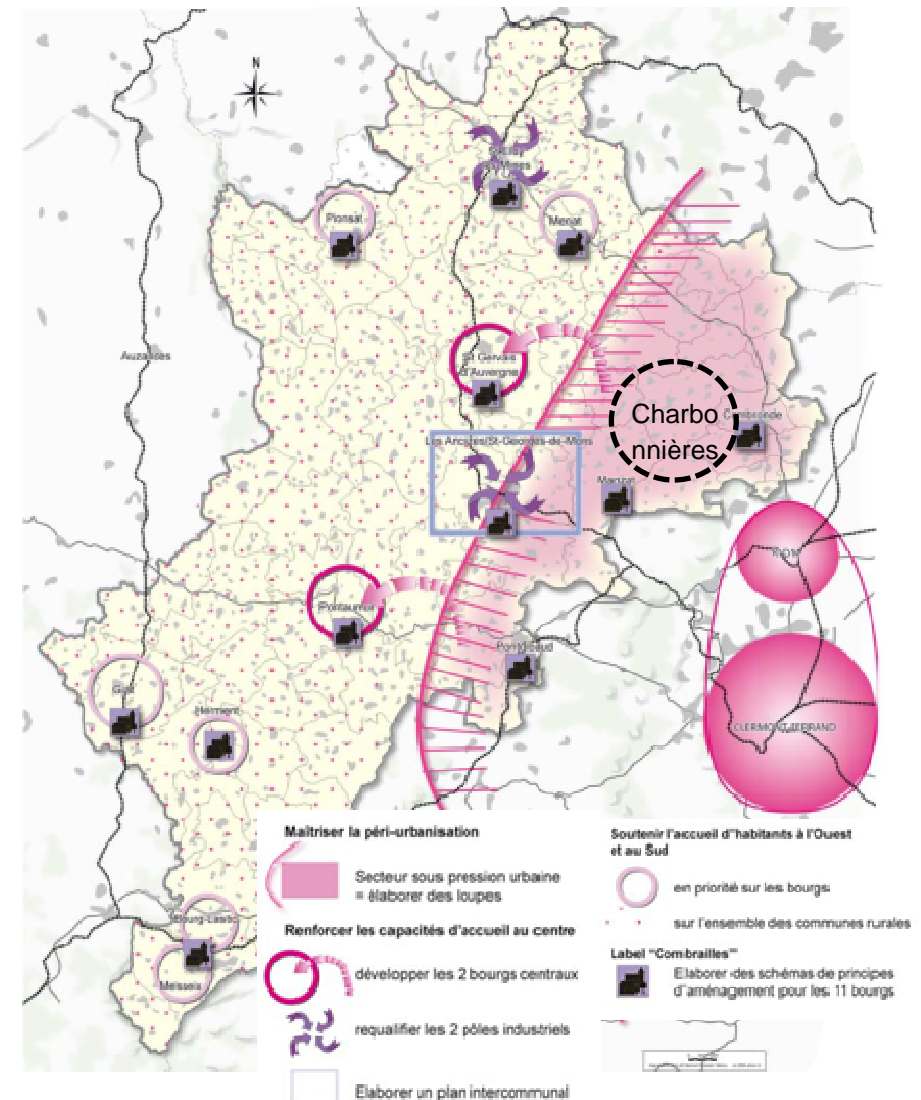 N
Pionsat
Menat
Auzances
St Gervais
d'Auvergne
Charbo
nnières
Combronde
Les Ancizes/St-Georges-de-Mons
Manzat
RIOM
Pontaumur
Pontgibaud
Giat
Herment
CLERMONT-FERRAND
Bourg-Lastic
Messeix
Maîtriser la péri-urbanisation
Secteur sous pression urbaine
= élaborer des loupes
Renforcer les capacités d'accueil au centre
développer les 2 bourgs centraux
requalifier les 2 pôles industriels
Elaborer un plan intercommunal
Soutenir l'accueil d'habitants à l'Ouest
et au Sud
en priorité sur les bourgs
sur l'ensemble des communes rurales
Label "Combrailles"
Elaborer des schémas de principes
d'aménagement pour les 11 bourgs